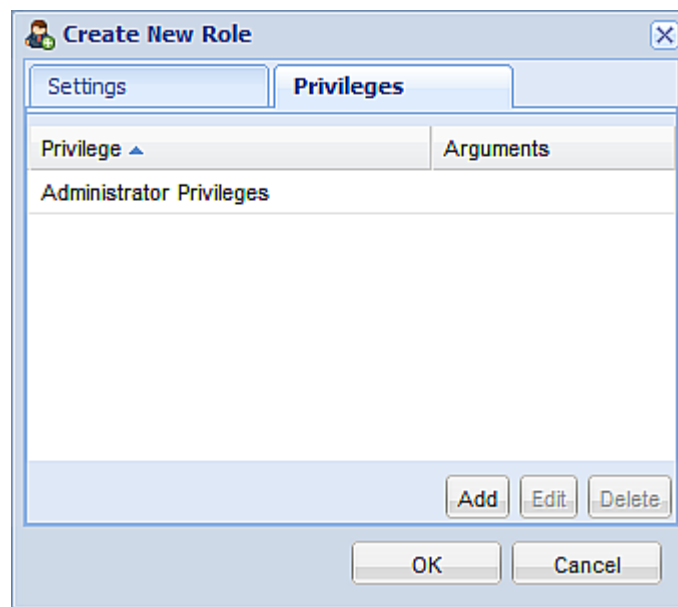 Create New Role
Settings Privileges
Privilege Arguments
Administrator Privileges
Add Edit Delete
OK Cancel